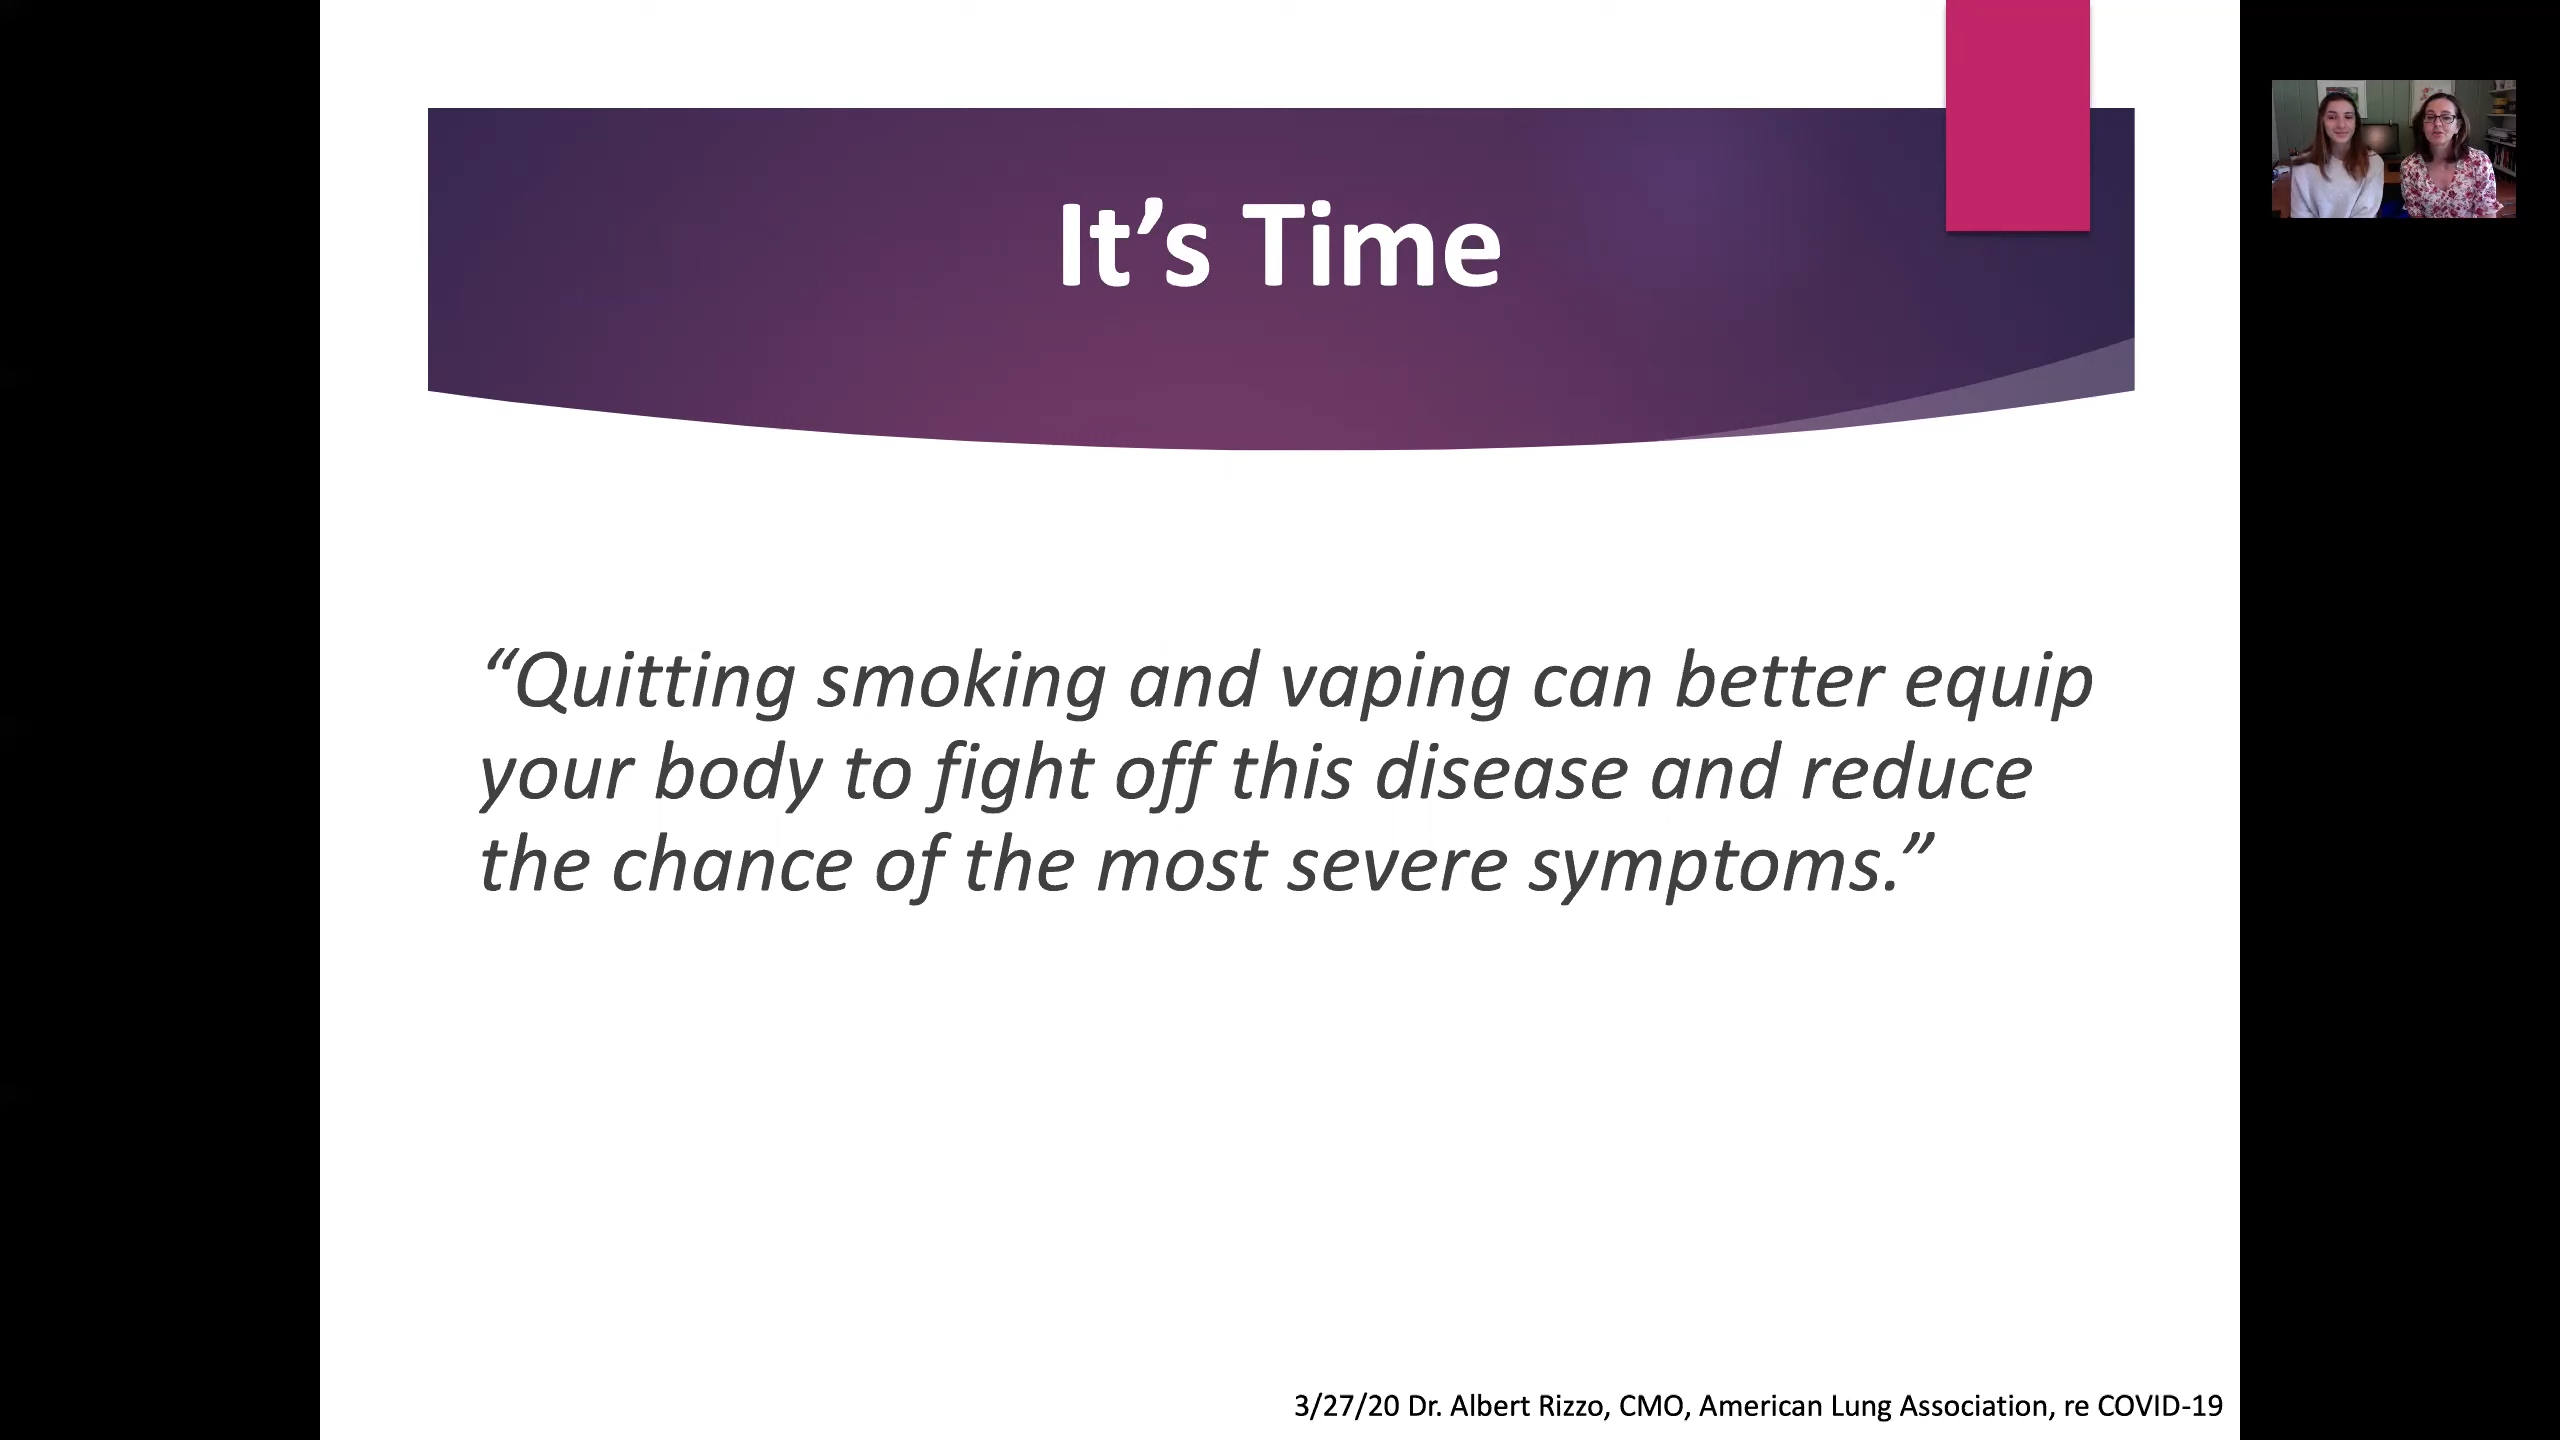 It’s Time
“Quitting smoking and vaping can better equip
your body to fight off this disease and reduce
the chance of the most severe symptoms.”
3/27/20 Dr. Albert Rizzo, CMO, American Lung Association, re COVID-19